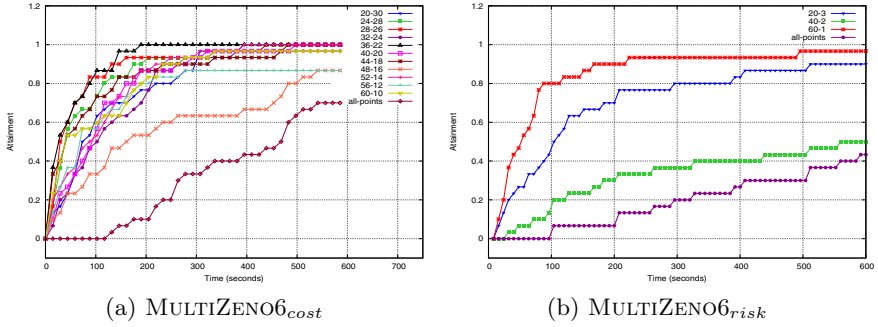 20-30
24-28
28-26
36-22
32-24
40-20
44-18
48-16
52-14
56-12
60-10
all-points
Attainment
1.2
1
0.8
0.6
0.4
0.2
0
0 100 200 300 400 500 600 700
Time (seconds)
(a) MULTIZENO6cost
20-3
40-2
60-1
all-points
Attainment
1.2
1
0.8
0.6
0.4
0.2
0
0 100 200 300 400 500 600
Time (seconds)
(b) MULTIZENO6risk